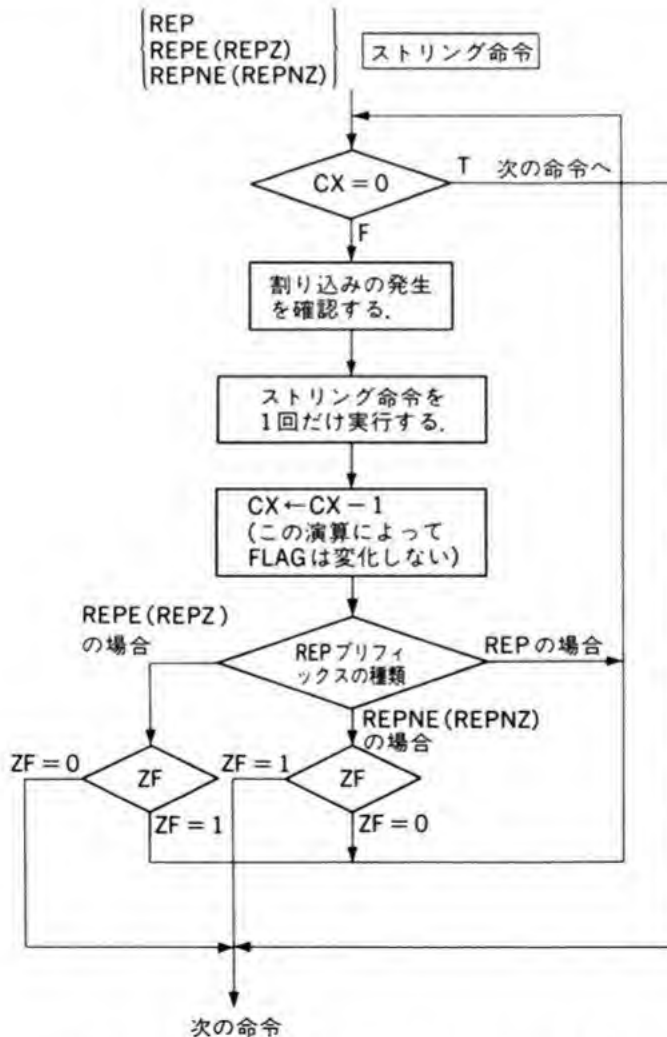 REP
REPE(REPZ)
REPNE(REPNZ)
ストリング命令
CX=0
T 次の命令へ
F
割り込みの発生
を確認する.
ストリング命令を
1回だけ実行する.
CX←CX-1
(この演算によって
FLAGは変化しない)
REPE(REPZ)
の場合
REPプリフィ
ックスの種類
REPの場合
REPNE(REPNZ)
の場合
ZF=0
ZF
ZF=1
ZF=1
ZF
ZF=0
次の命令